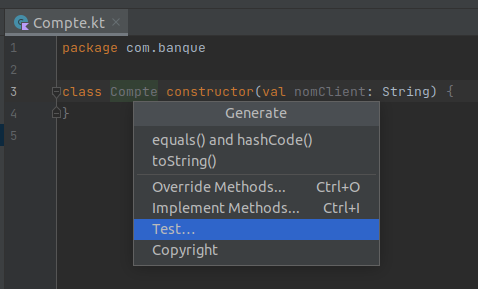 Compte.kt
1 package com.banque
2
3 class Compte constructor(val nomClient: String) {
4 }
5
Generate
equals() and hashCode()
toString()
Override Methods... Ctrl+O
Implement Methods... Ctrl+I
Test...
Copyright